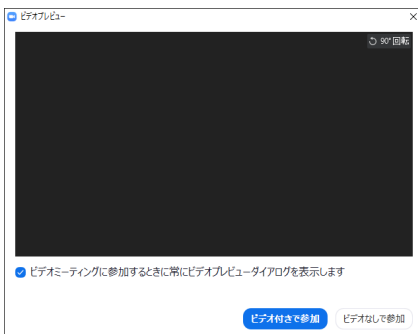 ビデオプレビュー
90°回転
ビデオミーティングに参加するときに常にビデオプレビューダイアログを表示します
ビデオ付きで参加
ビデオなしで参加